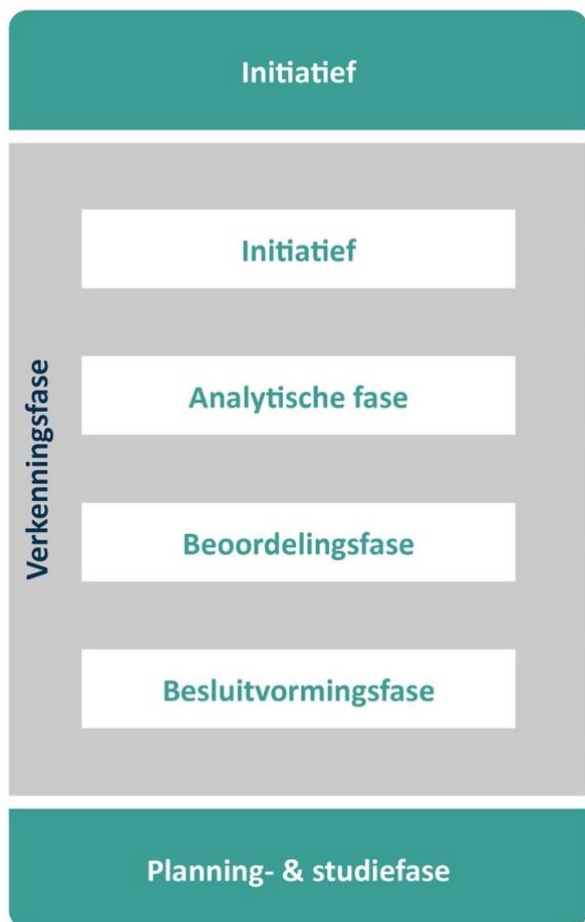 Initiatief
Verkenningsfase
Initiatief
Analytische fase
Beoordelingsfase
Besluitvormingsfase
Planning- & studiefase